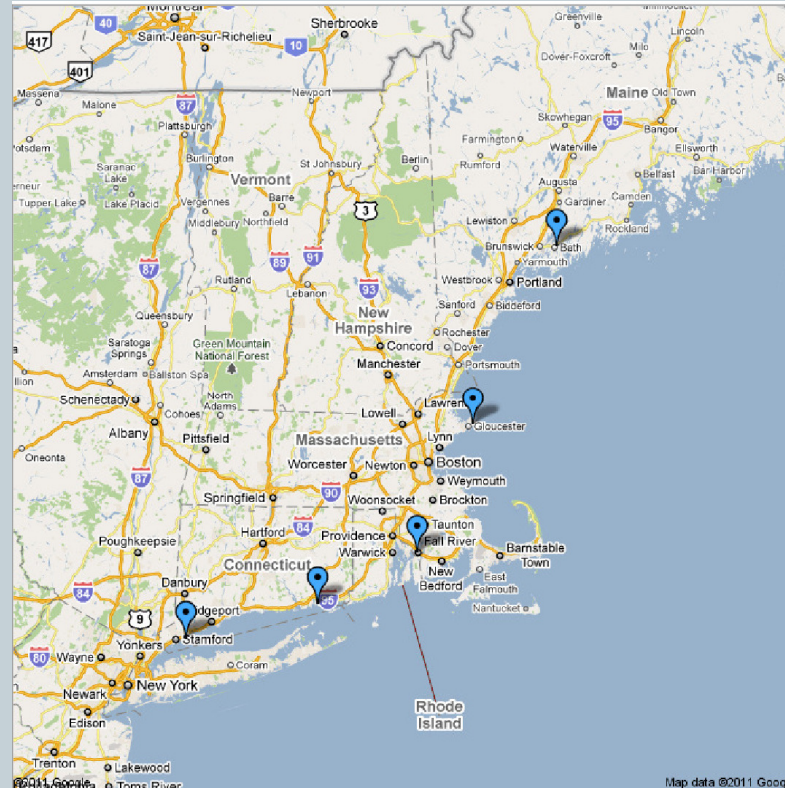 Montreal
Sherbrooke
Greenville
Lincoln
40
417
Saint-Jean-sur-Richelieu
10
Milo
Dover-Foxcroft
401
Massena
Malone
87
Newport
Maine
Old Town
Skowhegan
95
Bangor
Plattsburgh
Potsdam
Farmington
Waterville
Ellsworth
Burlington
St Johnsbury
Berlin
Rumford
Bar Harbor
Saranac
Lake
Vermont
Belfast
Augusta
Tupper Lake
Lake Placid
Vergennes
Barre
Gardiner
Camden
Northfield
3
Lewiston
Middlebury
Rockland
Brunswick
Bath
Yarmouth
87
89
91
Westbrook
Portland
Rutland
Lebanon
93
Biddeford
Sanford
Queensbury
New
Hampshire
Rochester
Saratoga
Springs
Green Mountain
National Forest
Concord
Dover
Manchester
Portsmouth
Amsterdam
Ballston Spa
Schenectady
North
Adams
Cohoes
Lowell
Lawren
Albany
Gloucester
Pittsfield
Massachusetts
Lynn
Oneonta
Worcester
Newton
Boston
87
Weymouth
Springfield
90
Woonsocket
Brockton
Hartford
84
Taunton
Providence
Fall River
Poughkeepsie
Warwick
Barnstable
Town
Connecticut
New
Bedford
East
Falmouth
Danbury
84
95
Nantucket
9
dgeport
Stamford
Yonkers
80
Wayne
Coram
Newark
New York
Rhode
Island
Edison
Trenton
Lakewood
©2011 Google
Toms River
Map data ©2011 Goog